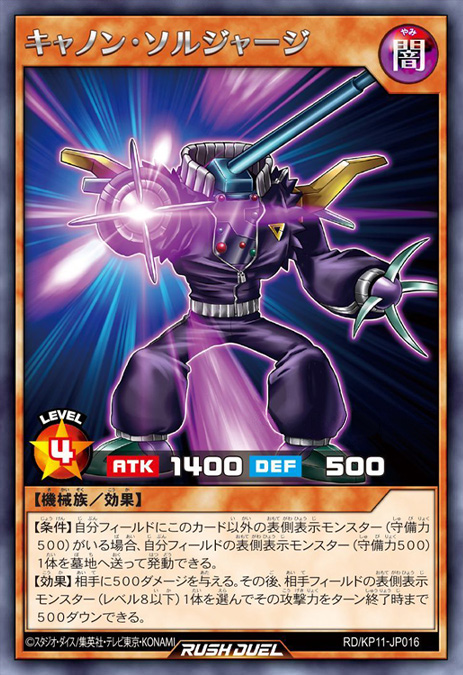 キャノン・ソルジャージ
やみ
闇
LEVEL
4
ATK 1400 DEF 500
【機械族／効果】
【条件】自分フィールドにこのカード以外の表側表示モンスター（守備力
500）がいる場合、自分フィールドの表側表示モンスター（守備力500）
1体を墓地へ送って発動できる。
【効果】相手に500ダメージを与える。その後、相手フィールドの表側表示
モンスター（レベル8以下）1体を選んでその攻撃力をターン終了時まで
500ダウンできる。
©スタジオ・ダイス/集英社・テレビ東京・KONAMI RUSH DUEL RD/KP11-JP016